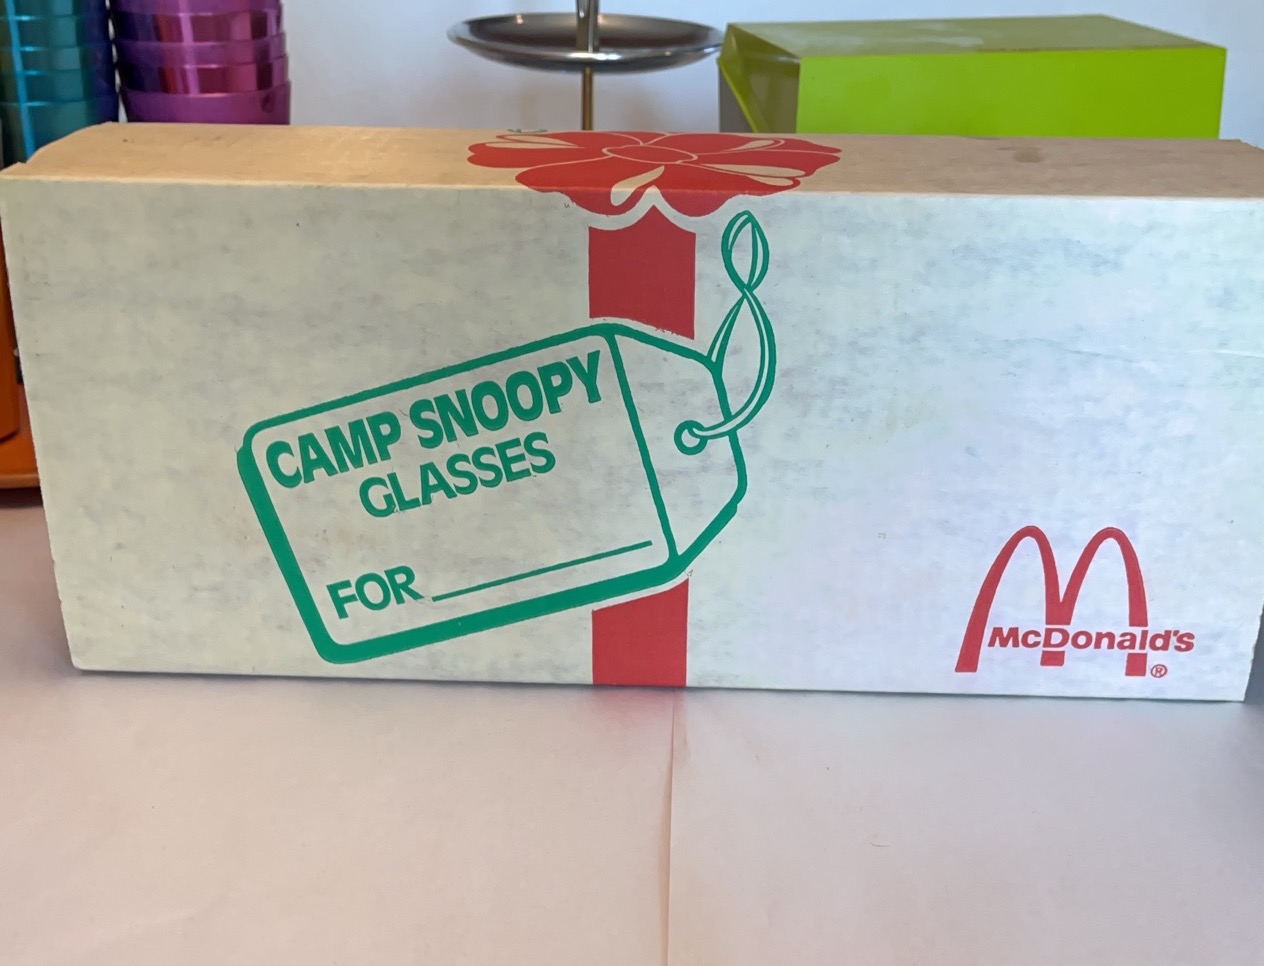 CAMP SNOOPY
GLASSES
FOR
McDonald's
®